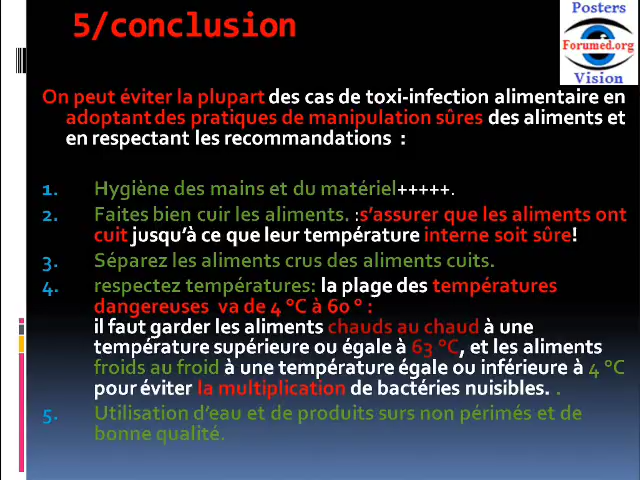 5/conclusion
Posters
Forumed.org
Vision
On peut éviter la plupart des cas de toxi-infection alimentaire en
adoptant des pratiques de manipulation sûres des aliments et
en respectant les recommandations :
1. Hygiène des mains et du matériel+++++.
2. Faites bien cuir les aliments. :s’assurer que les aliments ont
cuit jusqu’à ce que leur température interne soit sûre!
3. Séparez les aliments crus des aliments cuits.
4. respectez températures: la plage des températures
dangereuses va de 4 °C à 60 ° :
il faut garder les aliments chauds au chaud à une
température supérieure ou égale à 63 °C, et les aliments
froids au froid à une température égale ou inférieure à 4 °C
pour éviter la multiplication de bactéries nuisibles. .
5. Utilisation d’eau et de produits surs non périmés et de
bonne qualité.